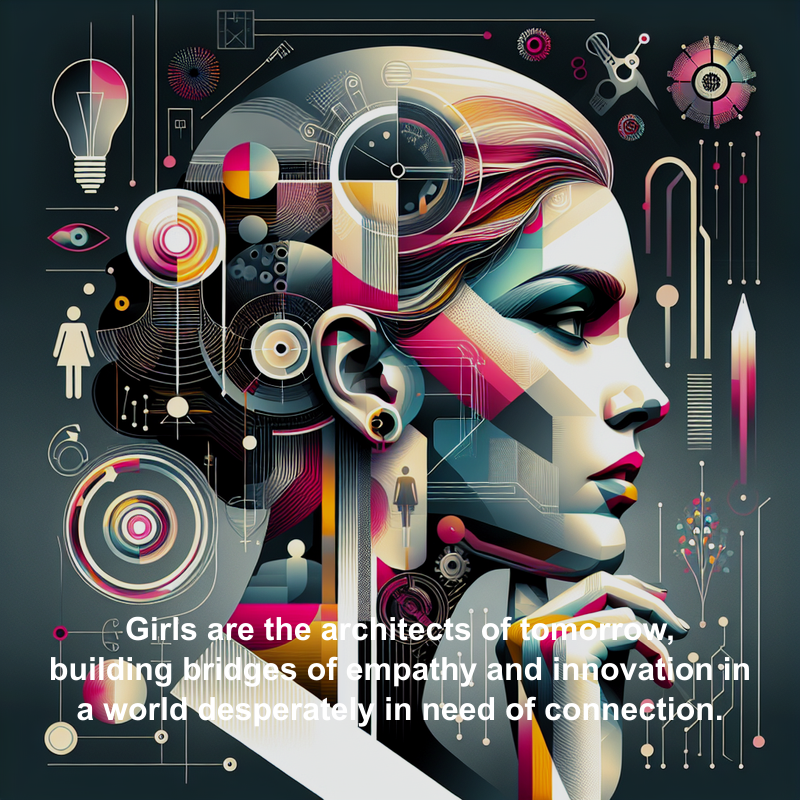 Girls are the architects of tomorrow,
building bridges of empathy and innovation in
a world desperately in need of connection.